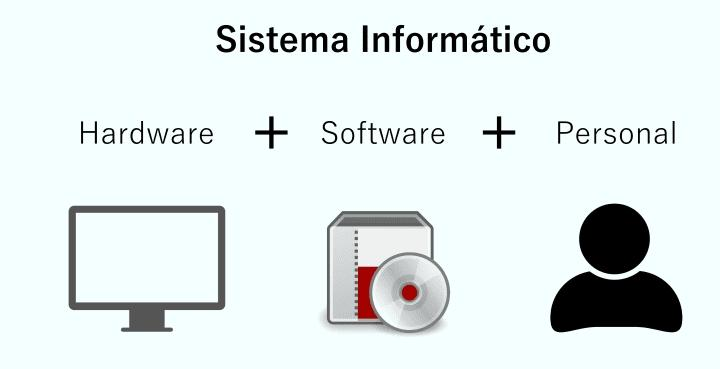 Sistema Informático
Hardware + Software + Personal